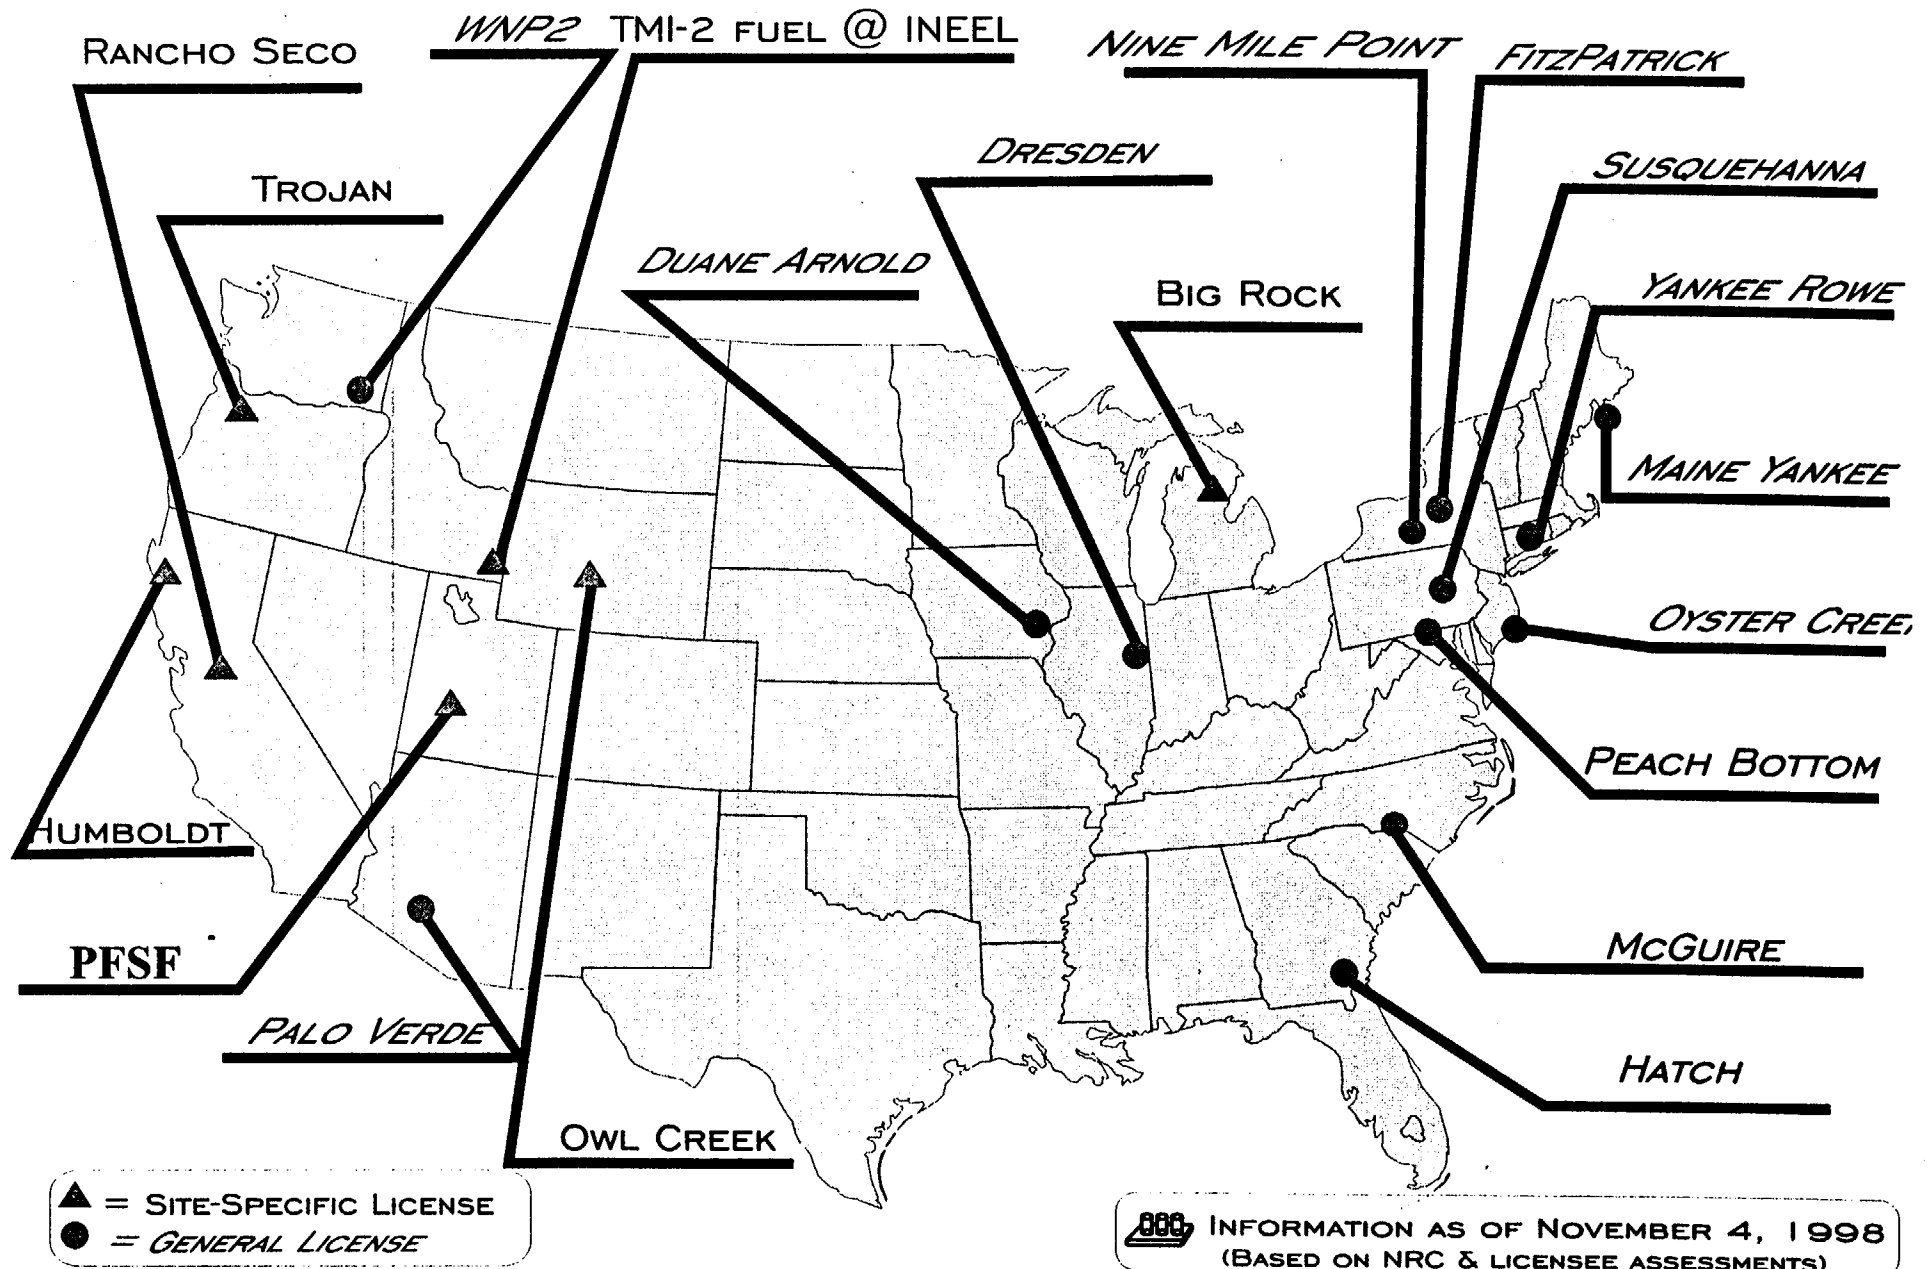 WNP2 TMI-2 FUEL @ INEEL
RANCHO SECO
NINE MILE POINT
FITZPATRICK
DRESDEN
SUSQUEHANNA
TROJAN
DUANE ARNOLD
BIG ROCK
YANKEE ROWE
MAINE YANKEE
OYSTER CREE
PEACH BOTTOM
HUMBOLDT
MCGUIRE
PFSF
PALO VERDE
HATCH
OWL CREEK
= SITE-SPECIFIC LICENSE
= GENERAL LICENSE
INFORMATION AS OF NOVEMBER 4, 1998
(BASED ON NRC & LICENSEE ASSESSMENTS)